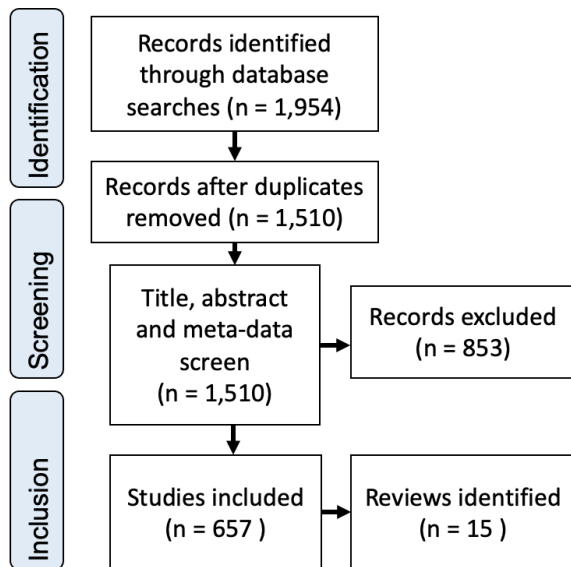 Identification
Records identified
through database
searches (n = 1,954)
Records after duplicates
removed (n = 1,510)
Screening
Title, abstract
and meta-data
screen
(n = 1,510)
Records excluded
(n = 853)
Inclusion
Studies included
(n = 657 )
Reviews identified
(n = 15 )